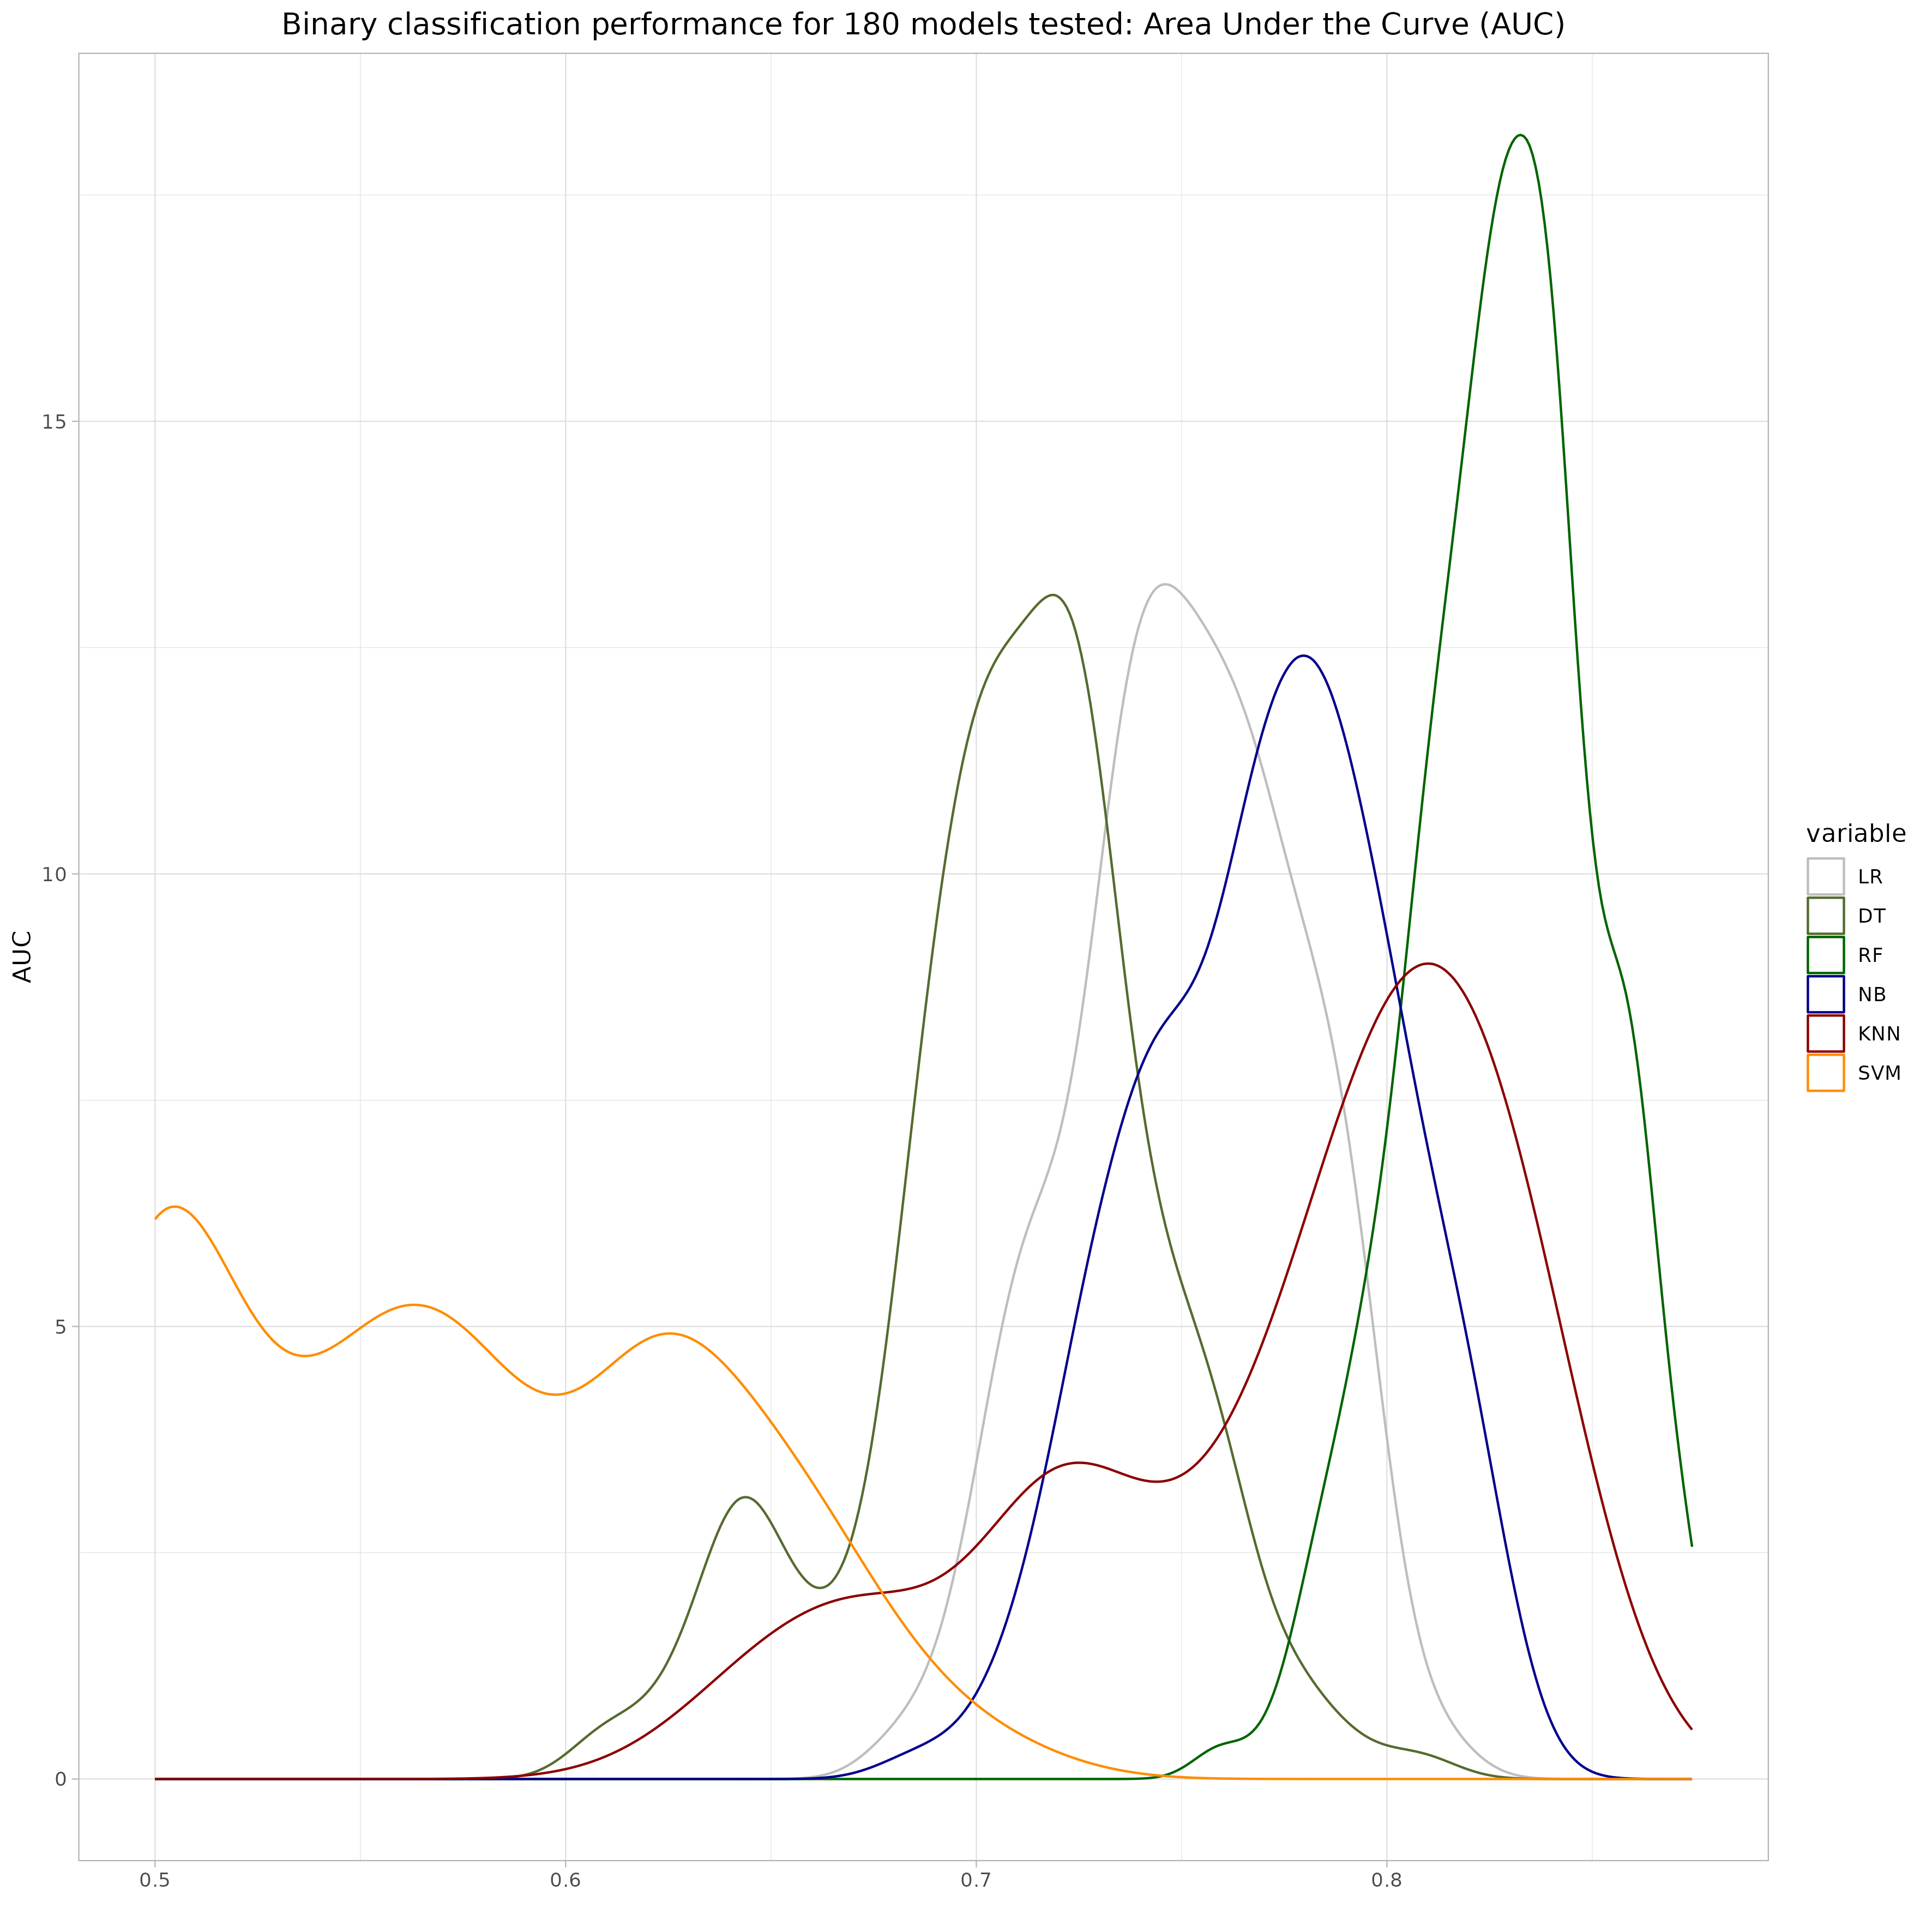 Binary classification performance for 180 models tested: Area Under the Curve (AUC)
15
10
5
0
AUC
0.5
0.6
0.7
0.8
variable
LR
DT
RF
NB
KNN
SVM